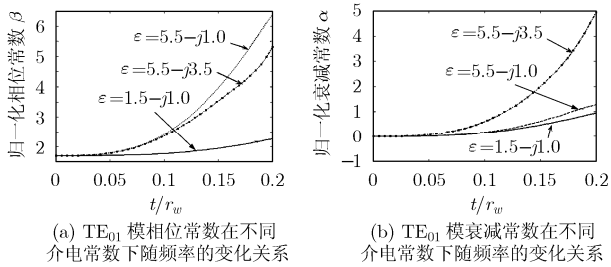 归一化相位常数 β
6
5
4
3
2
0
0.05
0.1
0.15
0.2
t/r_w
ε=5.5−j1.0
ε=5.5−j3.5
ε=1.5−j1.0
(a) TE₀₁ 模相位常数在不同
介电常数下随频率的变化关系
归一化衰减常数 α
5
4
3
2
1
0
−1
0
0.05
0.1
0.15
0.2
t/r_w
ε=5.5−j3.5
ε=5.5−j1.0
ε=1.5−j1.0
(b) TE₀₁ 模衰减常数在不同
介电常数下随频率的变化关系